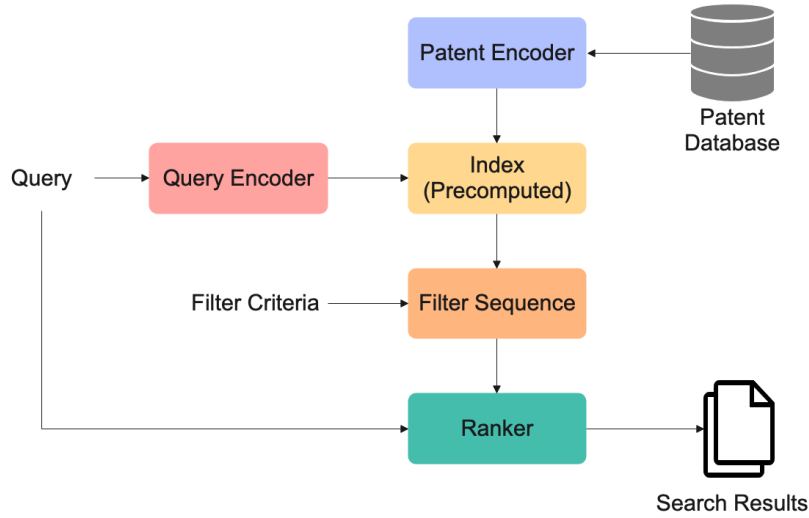 Patent Encoder
Patent
Database
Query
Query Encoder
Index
(Precomputed)
Filter Criteria
Filter Sequence
Ranker
Search Results